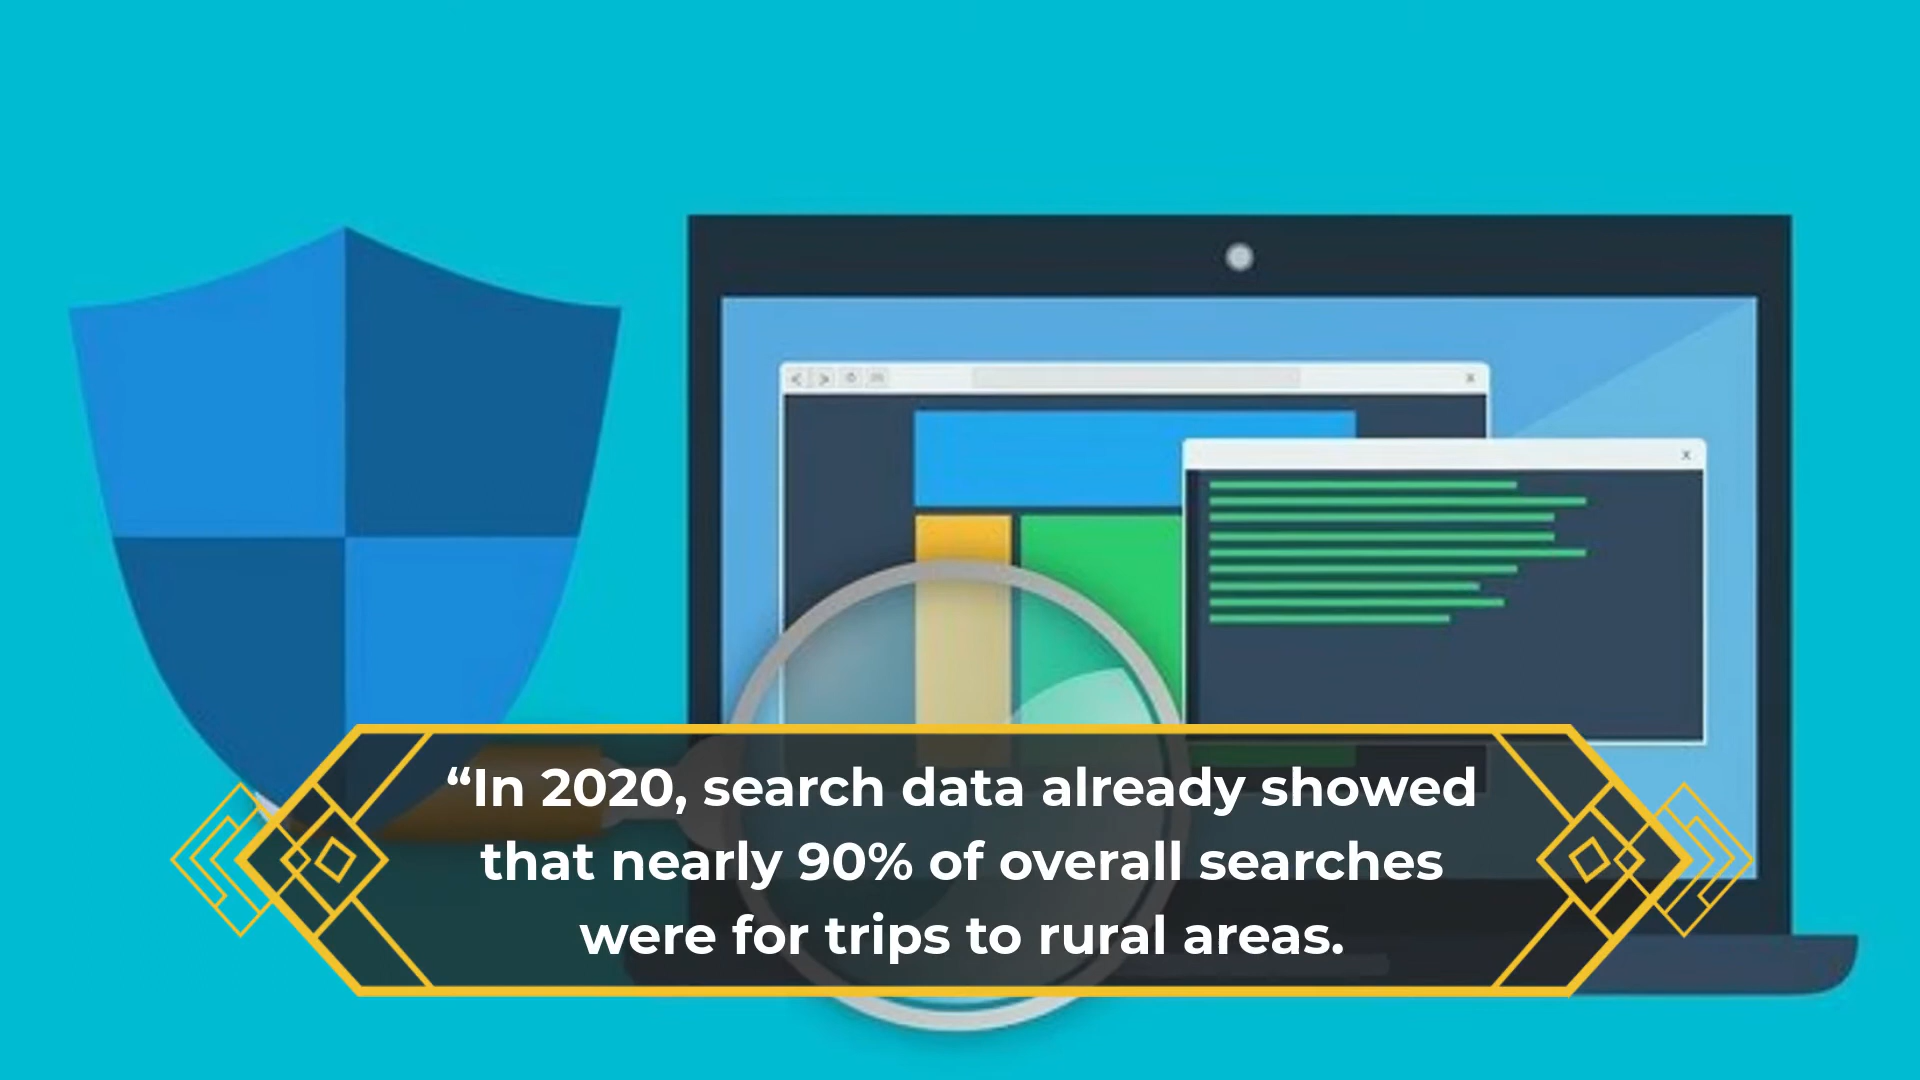 “In 2020, search data already showed
that nearly 90% of overall searches
were for trips to rural areas.